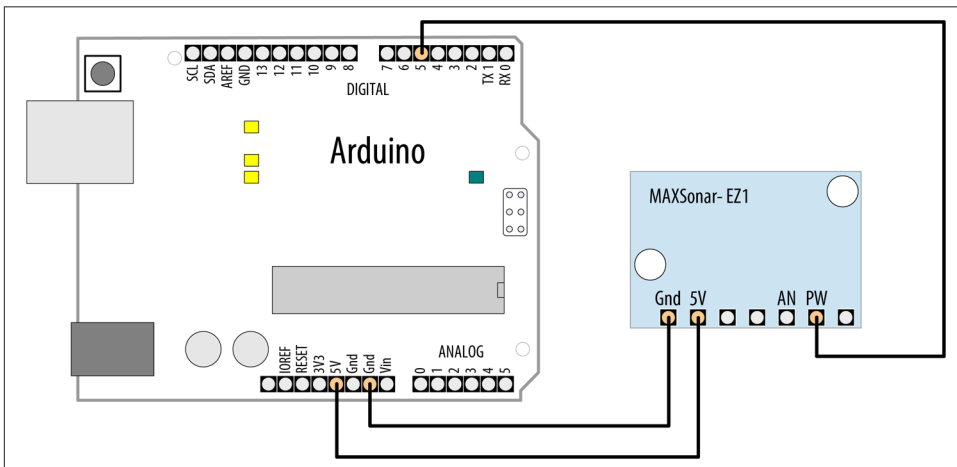 SCL SDA AREF GND 13 12 11 10 9 8 7 6 5 4 3 2 TX 1 RX 0
DIGITAL
Arduino
MAXSonar- EZ1
Gnd 5V AN PW
ANALOG
IOREF RESET 3V3 5V Gnd Gnd Vin 0 1 2 3 4 5